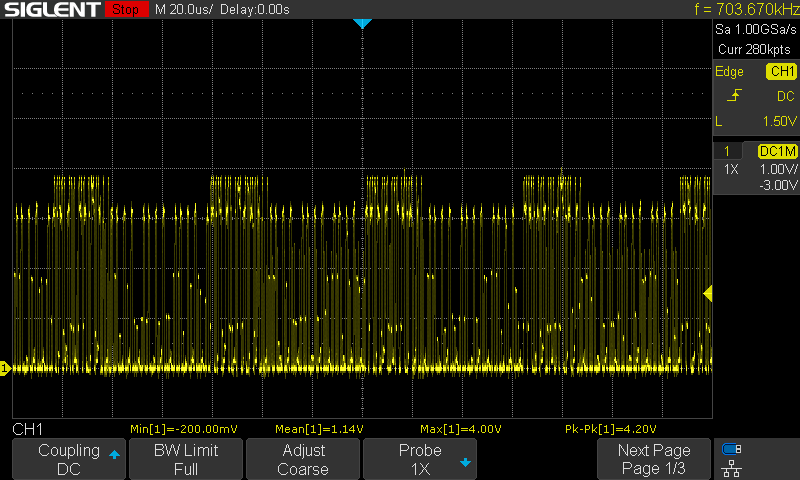 SIGLENT Stop M 20.0us/ Delay:0.00s f = 703.670kHz
Sa 1.00GSa/s
Curr 280kpts
Edge CH1
DC
L 1.50V
1 DC1M
1X 1.00V/
-3.00V
1
CH1 Min[1]=-200.00mV Mean[1]=1.14V Max[1]=4.00V Pk-Pk[1]=4.20V
Coupling BW Limit Adjust Probe Next Page
DC Full Coarse 1X Page 1/3